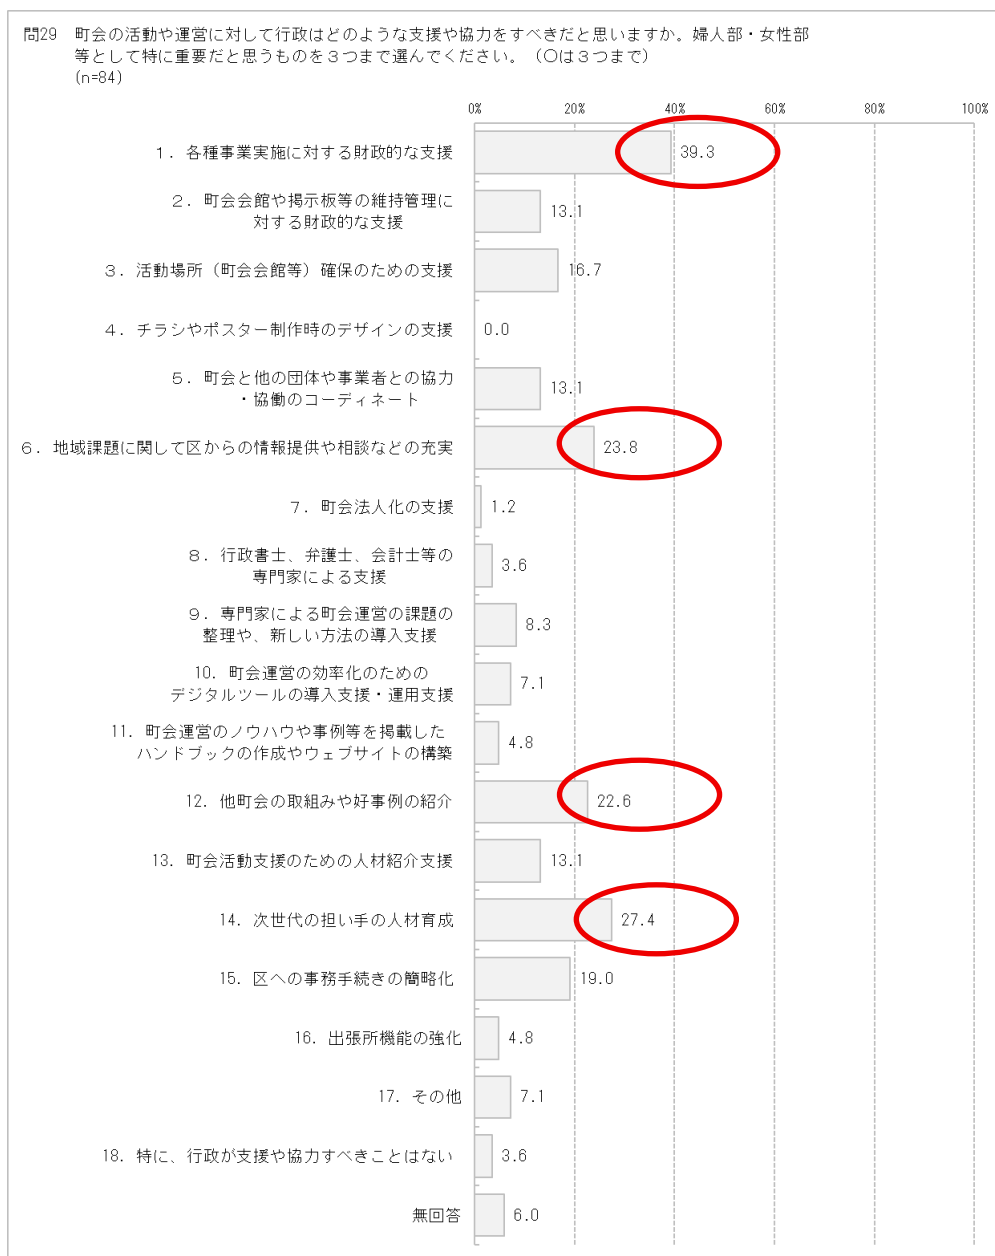 問29 町会の活動や運営に対して行政はどのような支援や協力をすべきだと思いますか。婦人部・女性部
等として特に重要だと思うものを３つまで選んでください。（〇は３つまで）
(n=84)
0% 20% 40% 60% 80% 100%
１．各種事業実施に対する財政的な支援 39.3
２．町会会館や掲示板等の維持管理に
対する財政的な支援 13.1
３．活動場所（町会会館等）確保のための支援 16.7
４．チラシやポスター制作時のデザインの支援 0.0
５．町会と他の団体や事業者との協力
・協働のコーディネート 13.1
６．地域課題に関して区からの情報提供や相談などの充実 23.8
７．町会法人化の支援 1.2
８．行政書士、弁護士、会計士等の
専門家による支援 3.6
９．専門家による町会運営の課題の
整理や、新しい方法の導入支援 8.3
10．町会運営の効率化のための
デジタルツールの導入支援・運用支援 7.1
11．町会運営のノウハウや事例等を掲載した
ハンドブックの作成やウェブサイトの構築 4.8
12．他町会の取組みや好事例の紹介 22.6
13．町会活動支援のための人材紹介支援 13.1
14．次世代の担い手の人材育成 27.4
15．区への事務手続きの簡略化 19.0
16．出張所機能の強化 4.8
17．その他 7.1
18．特に、行政が支援や協力すべきことはない 3.6
無回答 6.0